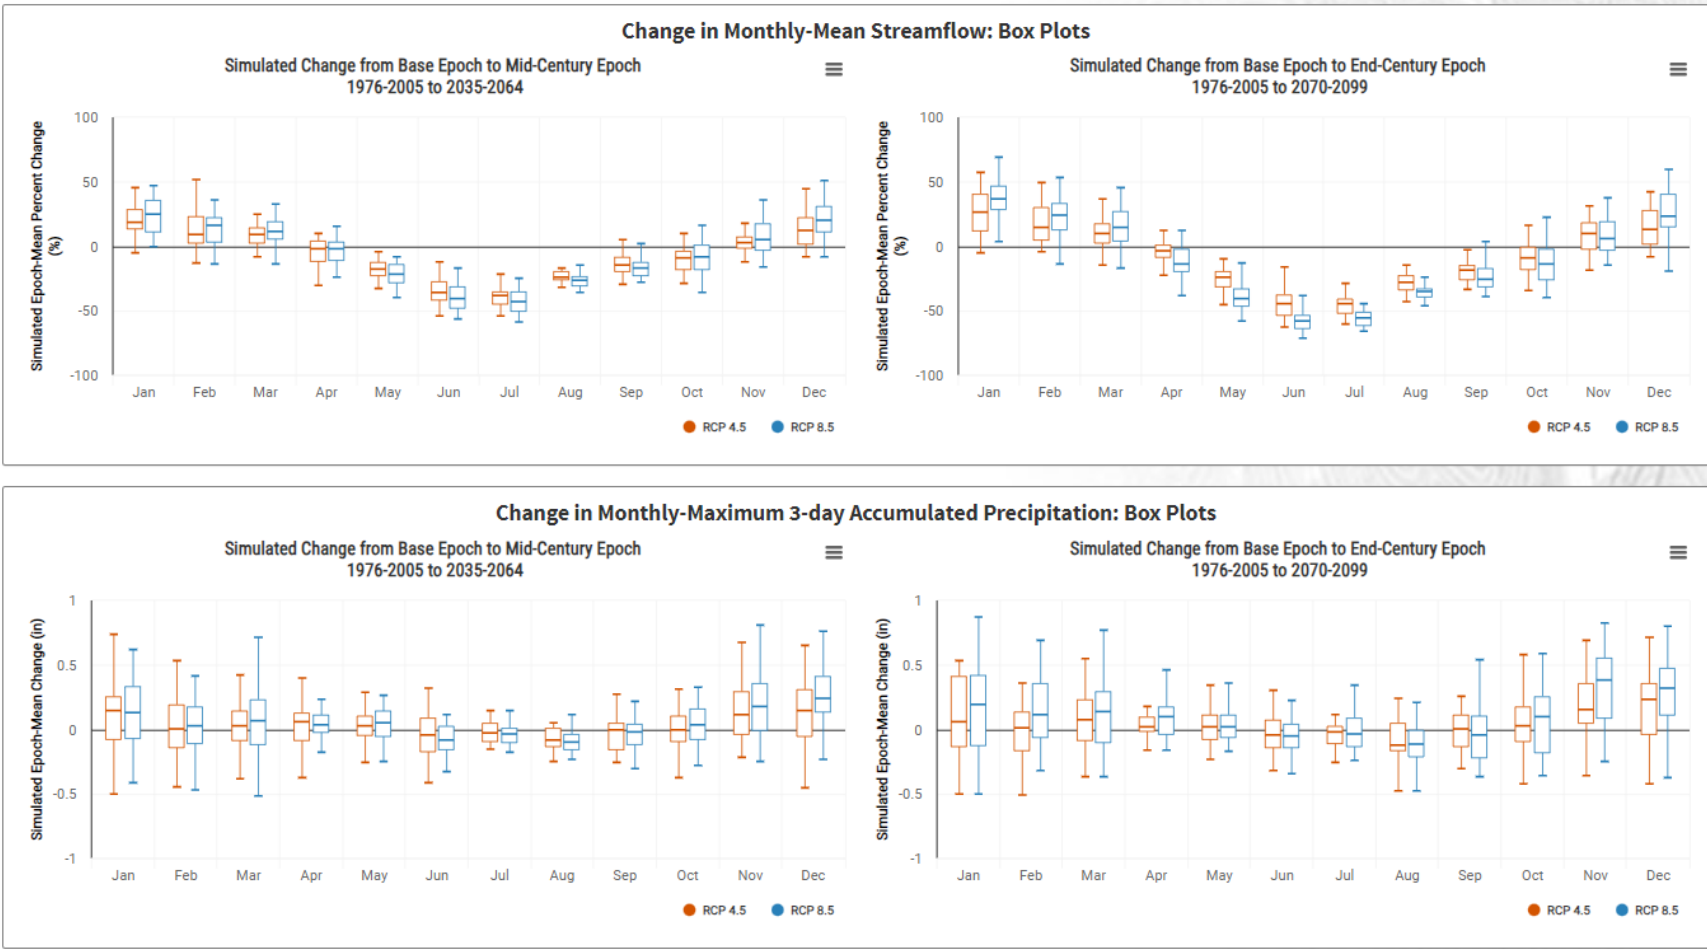 Change in Monthly-Mean Streamflow: Box Plots
Simulated Change from Base Epoch to Mid-Century Epoch
1976-2005 to 2035-2064
Simulated Epoch-Mean Percent Change
(%)
100
50
0
-50
-100
Jan Feb Mar Apr May Jun Jul Aug Sep Oct Nov Dec
RCP 4.5 RCP 8.5
Simulated Change from Base Epoch to End-Century Epoch
1976-2005 to 2070-2099
Simulated Epoch-Mean Percent Change
(%)
100
50
0
-50
-100
Jan Feb Mar Apr May Jun Jul Aug Sep Oct Nov Dec
RCP 4.5 RCP 8.5
Change in Monthly-Maximum 3-day Accumulated Precipitation: Box Plots
Simulated Change from Base Epoch to Mid-Century Epoch
1976-2005 to 2035-2064
Simulated Epoch-Mean Change (in)
1
0.5
0
-0.5
-1
Jan Feb Mar Apr May Jun Jul Aug Sep Oct Nov Dec
RCP 4.5 RCP 8.5
Simulated Change from Base Epoch to End-Century Epoch
1976-2005 to 2070-2099
Simulated Epoch-Mean Change (in)
1
0.5
0
-0.5
-1
Jan Feb Mar Apr May Jun Jul Aug Sep Oct Nov Dec
RCP 4.5 RCP 8.5